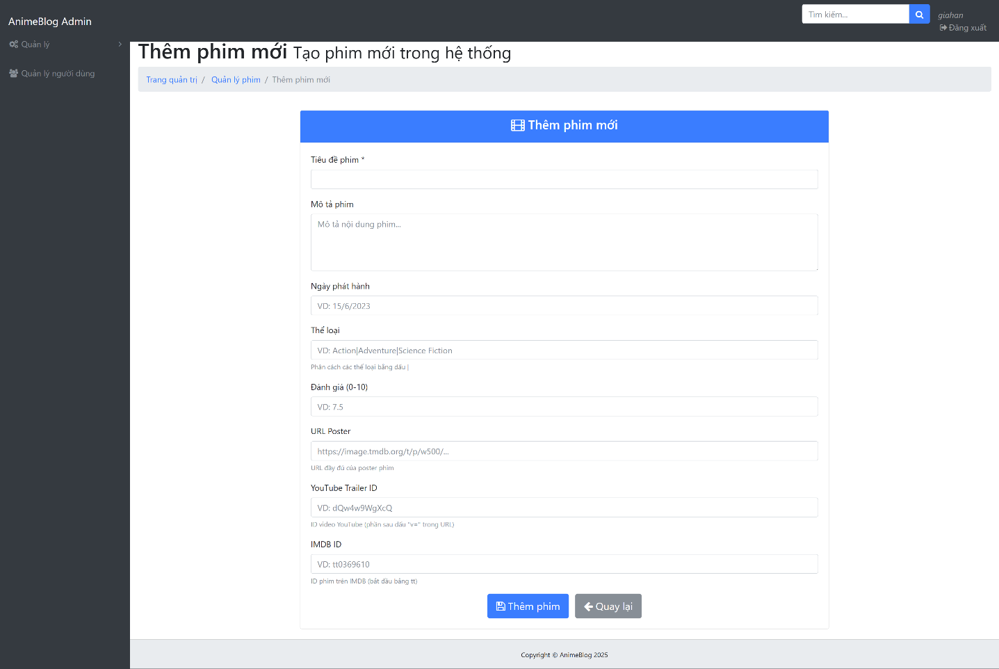 AnimeBlog Admin
Tìm kiếm...
giahan
Đăng xuất
Quản lý
Quản lý người dùng
Thêm phim mới Tạo phim mới trong hệ thống
Trang quản trị / Quản lý phim / Thêm phim mới
Thêm phim mới
Tiêu đề phim *
Mô tả phim
Mô tả nội dung phim...
Ngày phát hành
VD: 15/6/2023
Thể loại
VD: Action|Adventure|Science Fiction
Phân cách các thể loại bằng dấu |
Đánh giá (0-10)
VD: 7.5
URL Poster
https://image.tmdb.org/t/p/w500/...
URL đầy đủ của poster phim
YouTube Trailer ID
VD: dQw4w9WgXcQ
ID video YouTube (phần sau dấu "v=" trong URL)
IMDB ID
VD: tt0369610
ID phim trên IMDB (bắt đầu bằng tt)
Thêm phim
Quay lại
Copyright © AnimeBlog 2025